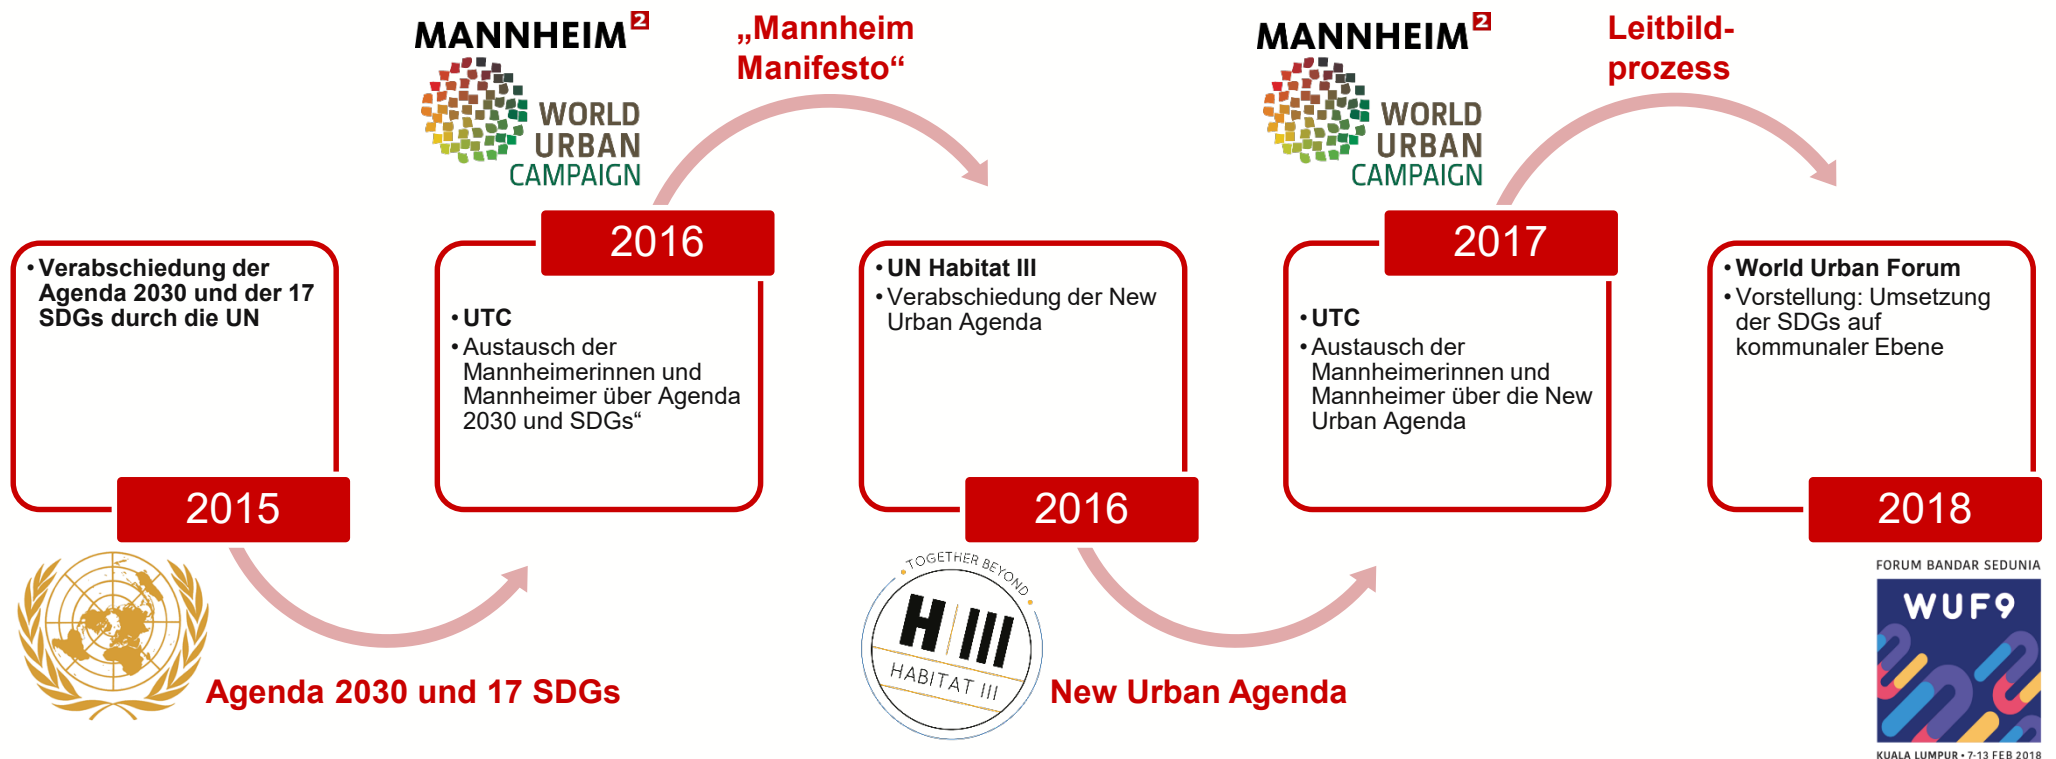 MANNHEIM²
WORLD
URBAN
CAMPAIGN
„Mannheim
Manifesto“
MANNHEIM²
WORLD
URBAN
CAMPAIGN
Leitbild-
prozess
• Verabschiedung der
Agenda 2030 und der 17
SDGs durch die UN
2015
Agenda 2030 und 17 SDGs
2016
• UTC
• Austausch der
Mannheimerinnen und
Mannheimer über Agenda
2030 und SDGs“
• UN Habitat III
• Verabschiedung der New
Urban Agenda
2016
• TOGETHER BEYOND •
H III
HABITAT III
New Urban Agenda
2017
• UTC
• Austausch der
Mannheimerinnen und
Mannheimer über die New
Urban Agenda
• World Urban Forum
• Vorstellung: Umsetzung
der SDGs auf
kommunaler Ebene
2018
FORUM BANDAR SEDUNIA
WUF9
KUALA LUMPUR • 7-13 FEB 2018